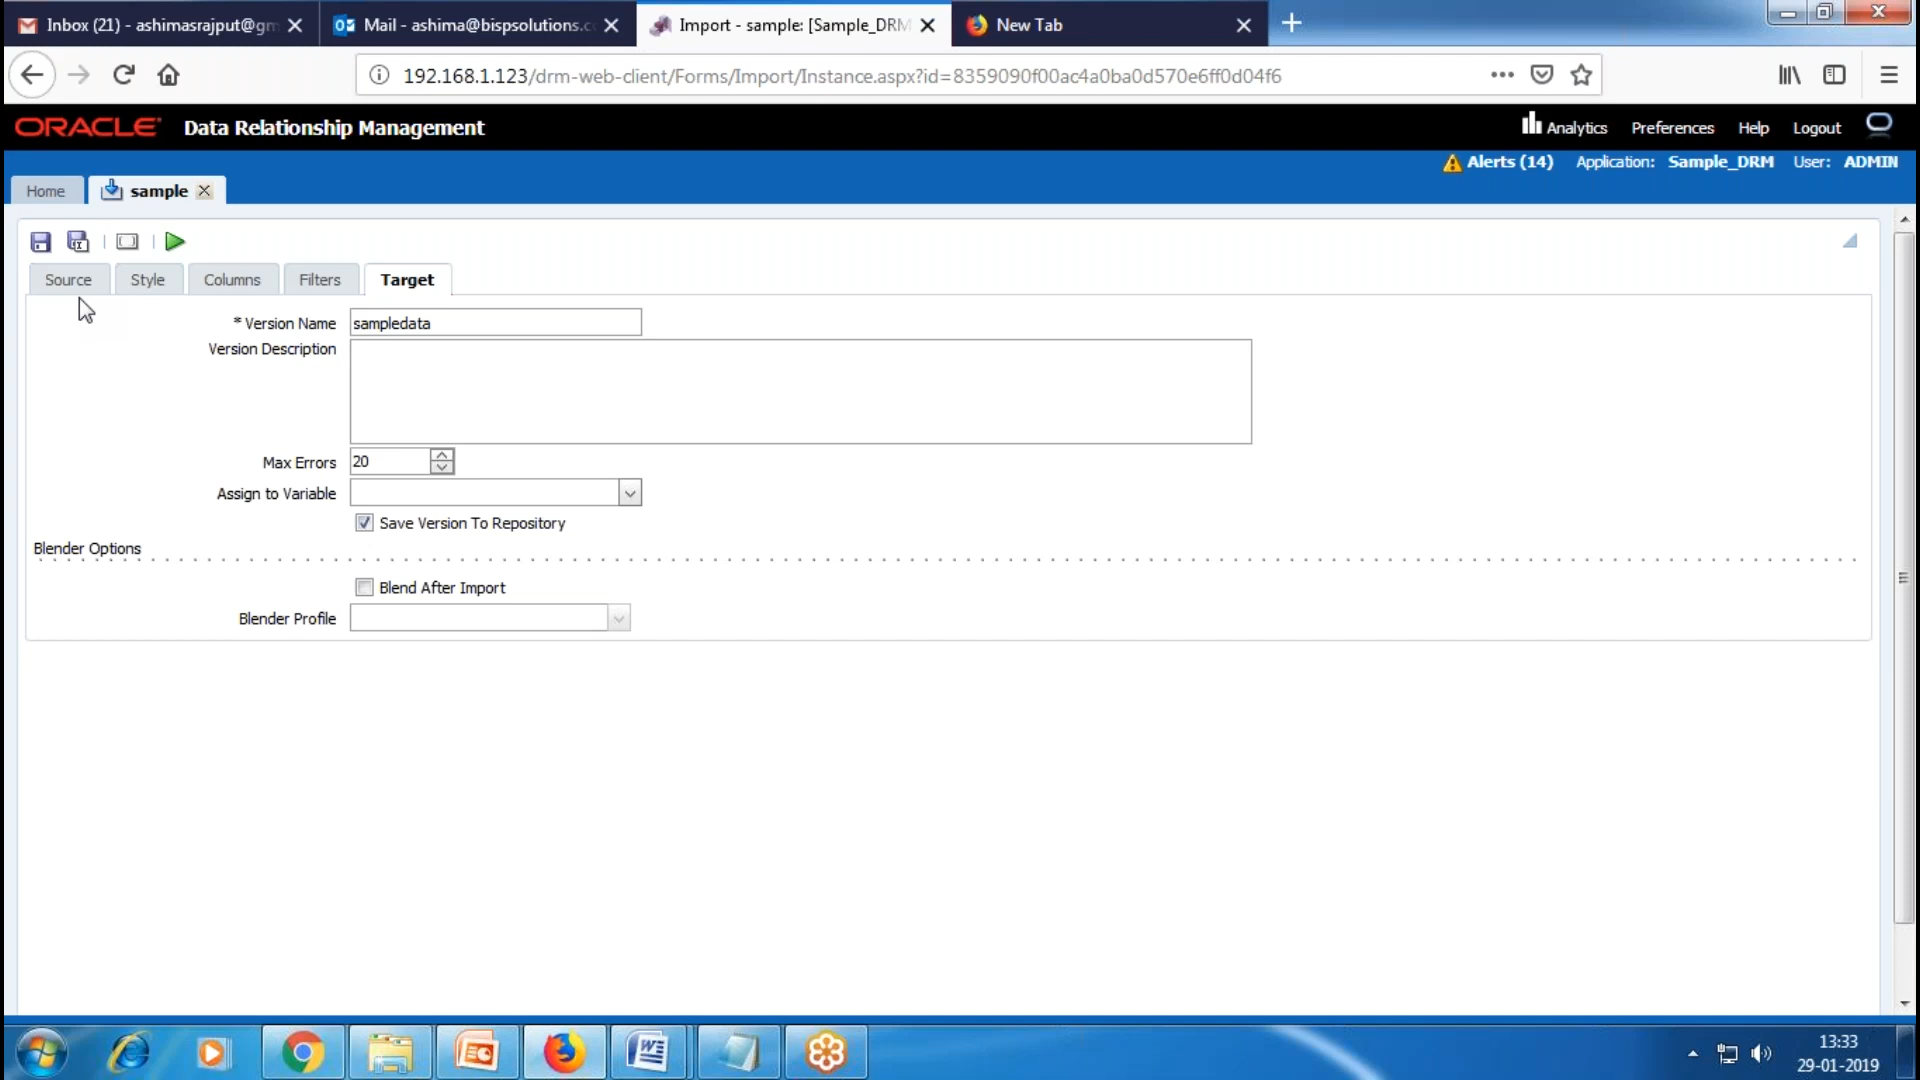 Inbox (21) - ashimasrajput@gm
Mail - ashima@bispsolutions.c
Import - sample: [Sample_DRM
New Tab
192.168.1.123/drm-web-client/Forms/Import/Instance.aspx?id=8359090f00ac4a0ba0d570e6ff0d04f6
ORACLE Data Relationship Management
Analytics Preferences Help Logout
Alerts (14) Application: Sample_DRM User: ADMIN
Home sample
Source Style Columns Filters Target
* Version Name sampledata
Version Description
Max Errors 20
Assign to Variable
Save Version To Repository
Blender Options
Blend After Import
Blender Profile
13:33
29-01-2019